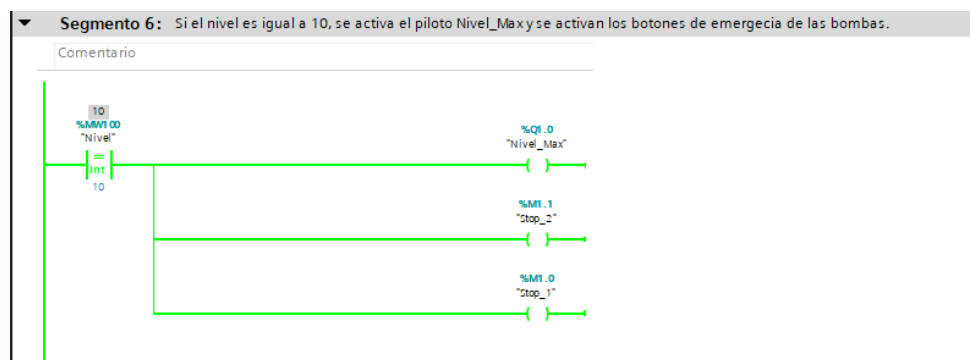 Segmento 6: Si el nivel es igual a 10, se activa el piloto Nivel_Max y se activan los botones de emergecia de las bombas.
Comentario
10
%MW100
"Nivel"
==
Int
10
%Q1.0
"Nivel_Max"
%M1.1
"Stop_2"
%M1.0
"Stop_1"